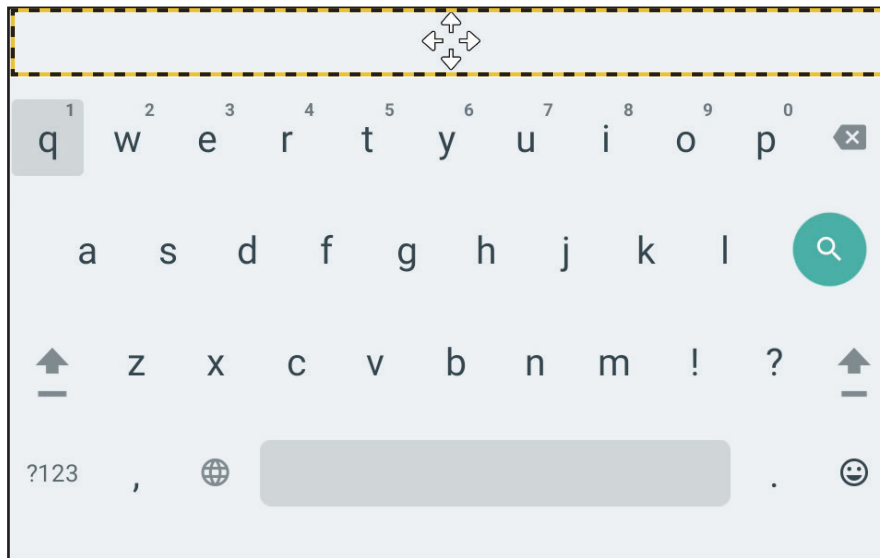 1 2 3 4 5 6 7 8 9 0
q w e r t y u i o p
a s d f g h j k l
z x c v b n m ! ?
?123 , .